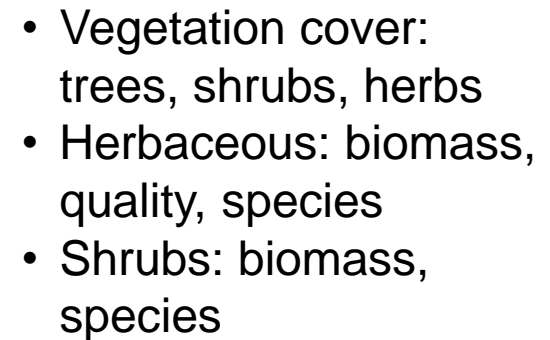 • Vegetation cover:
trees, shrubs, herbs
• Herbaceous: biomass,
quality, species
• Shrubs: biomass,
species